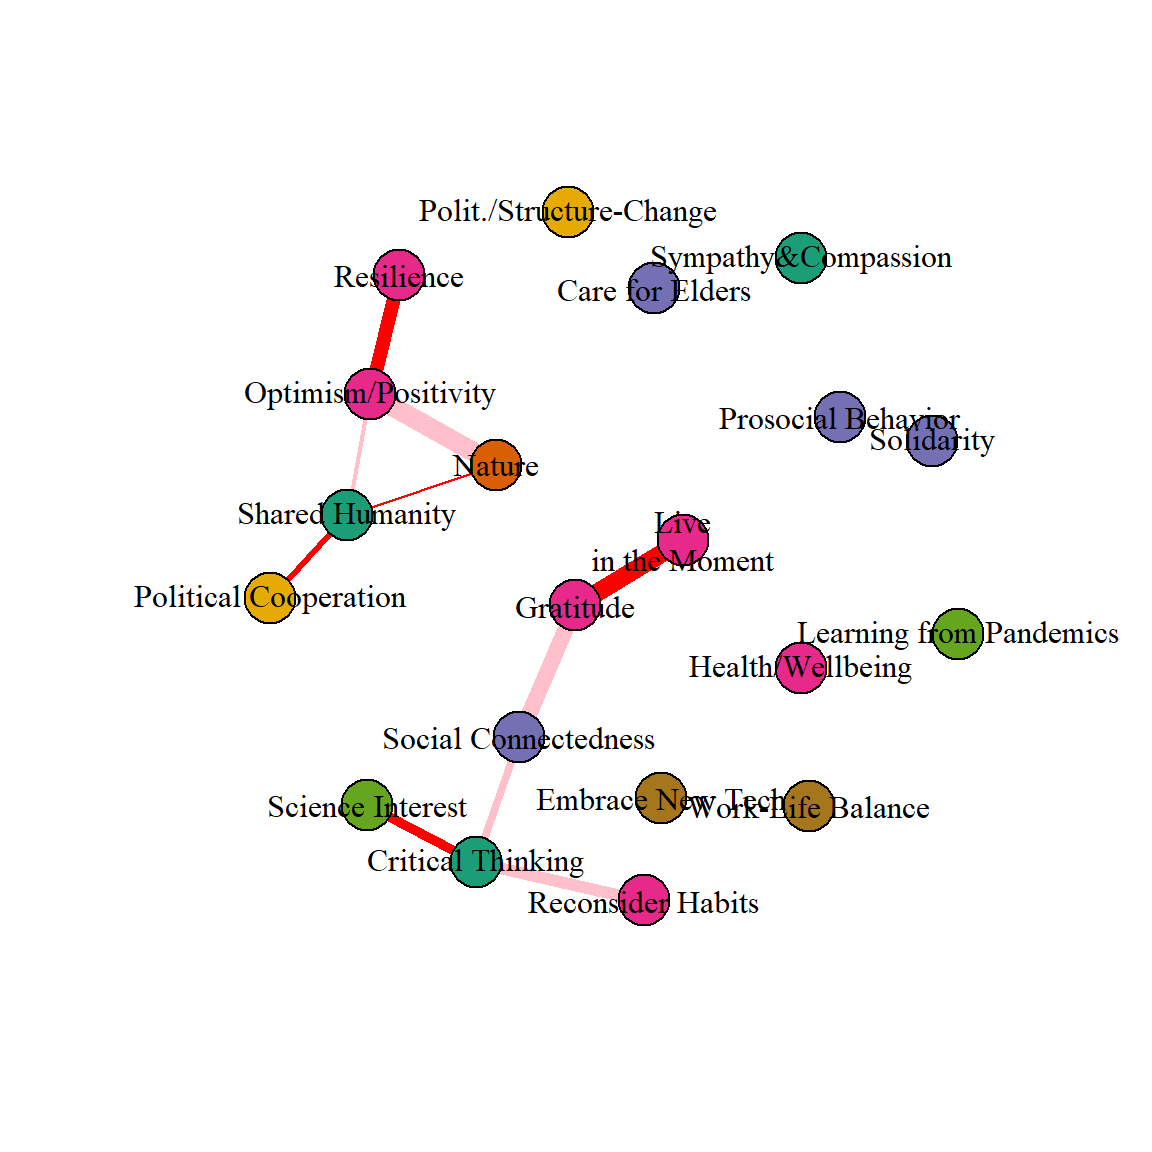 Polit./Structure-Change
Sympathy&Compassion
Resilience
Care for Elders
Optimism/Positivity
Prosocial Behavior
Solidarity
Nature
Shared Humanity
Live
in the Moment
Political Cooperation
Gratitude
Learning from Pandemics
Health/Wellbeing
Social Connectedness
Embrace New Tech
Work-Life Balance
Science Interest
Critical Thinking
Reconsider Habits